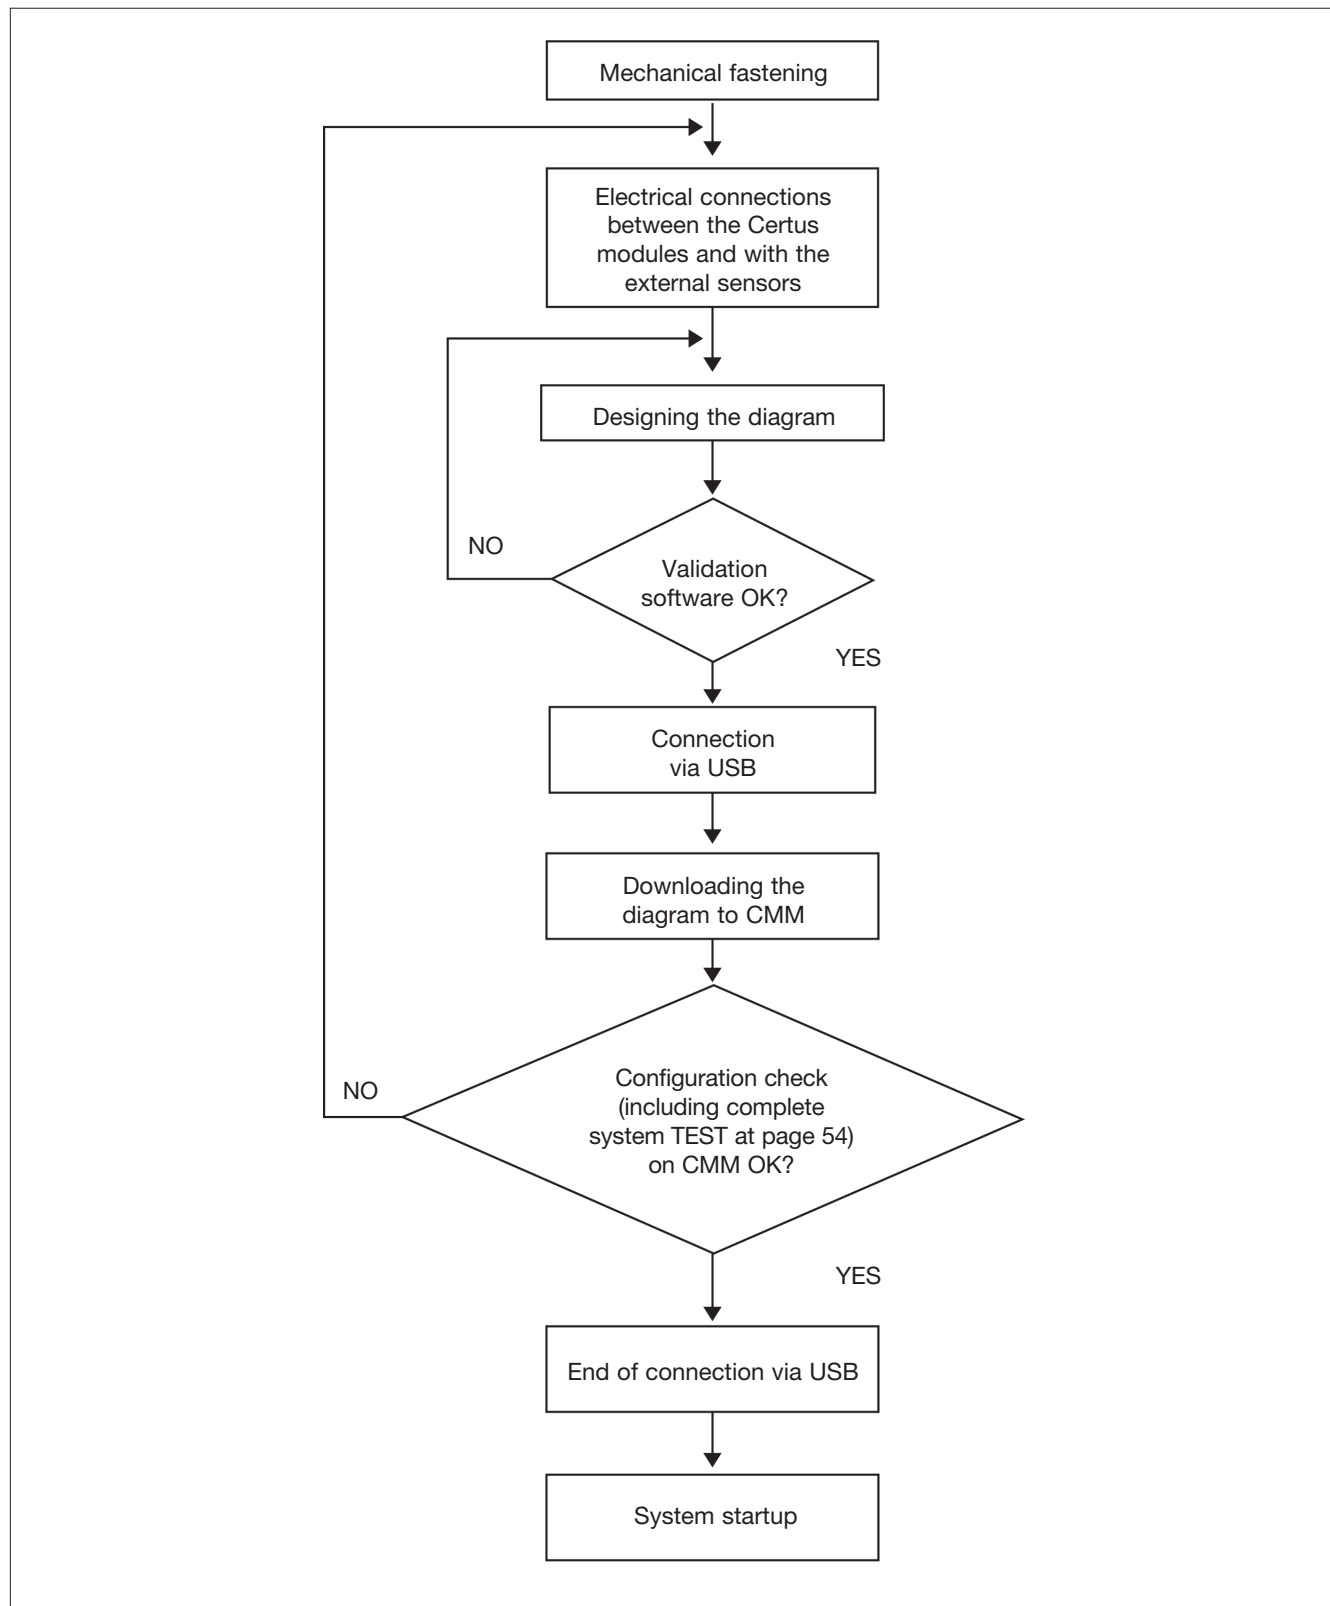 Mechanical fastening
Electrical connections
between the Certus
modules and with the
external sensors
Designing the diagram
NO
Validation
software OK?
YES
Connection
via USB
Downloading the
diagram to CMM
NO
Configuration check
(including complete
system TEST at page 54)
on CMM OK?
YES
End of connection via USB
System startup